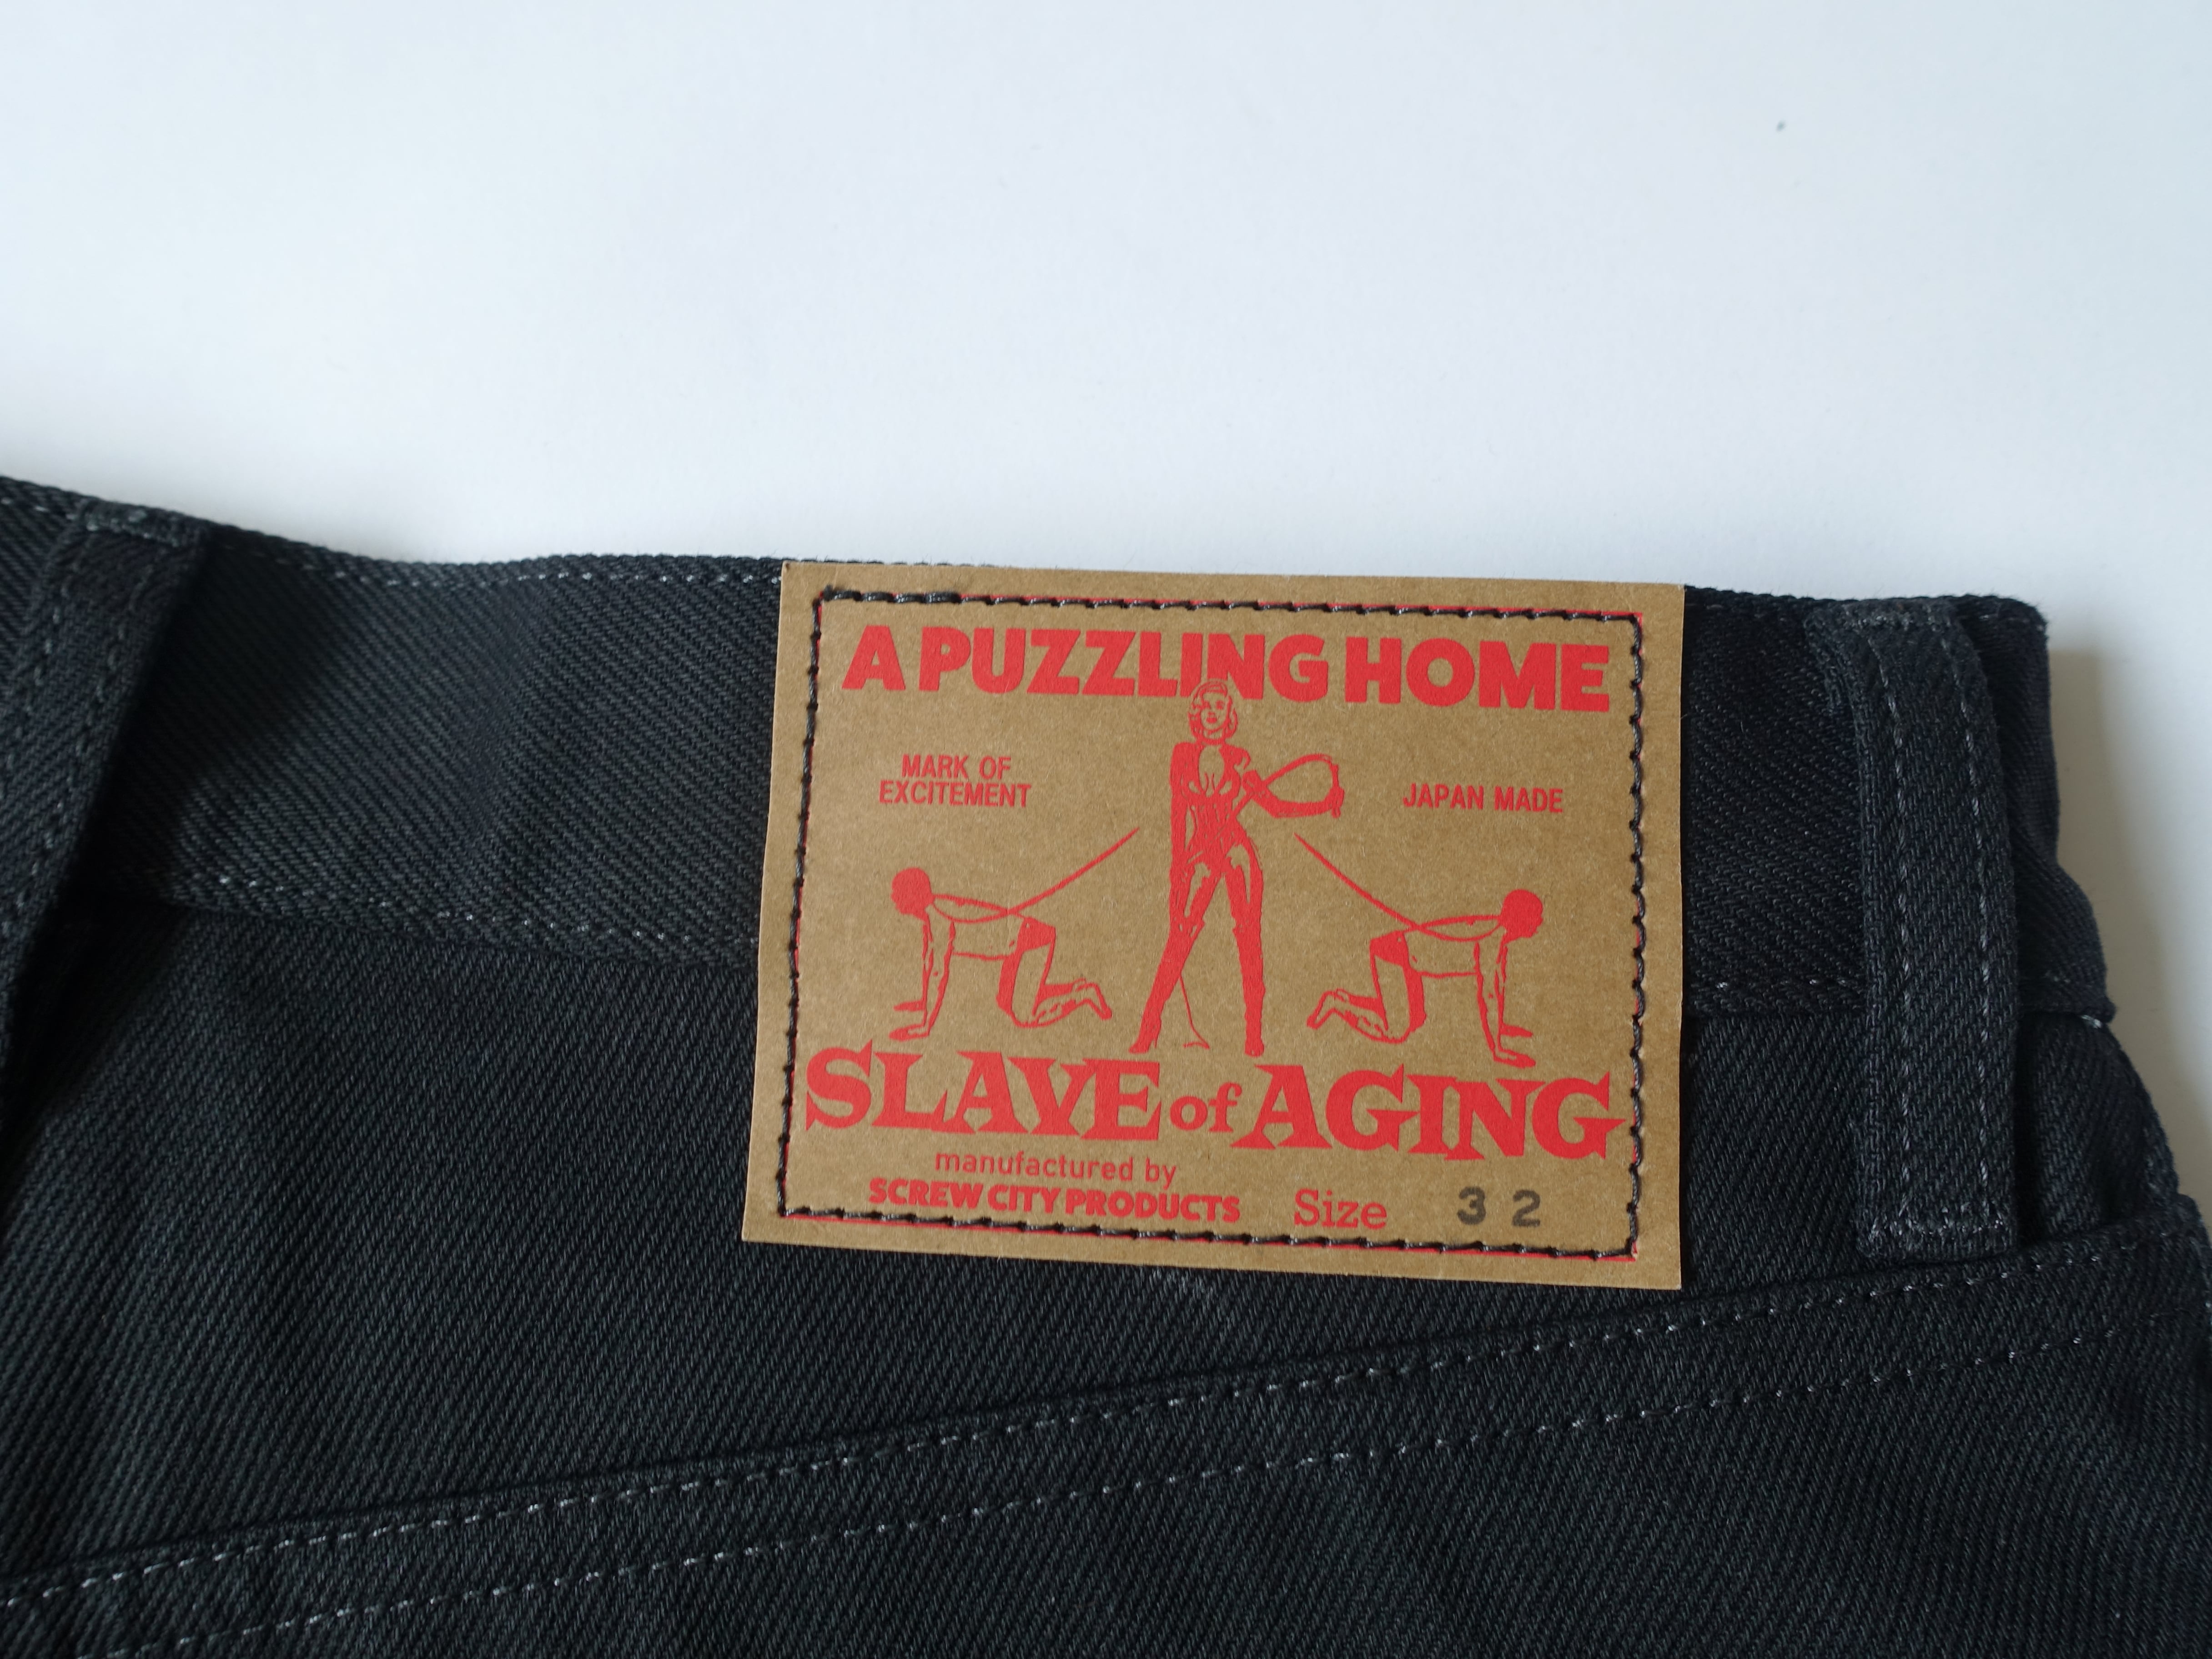 A PUZZLING HOME
MARK OF
EXCITEMENT
JAPAN MADE
SLAVE of AGING
manufactured by
SCREW CITY PRODUCTS
Size 32